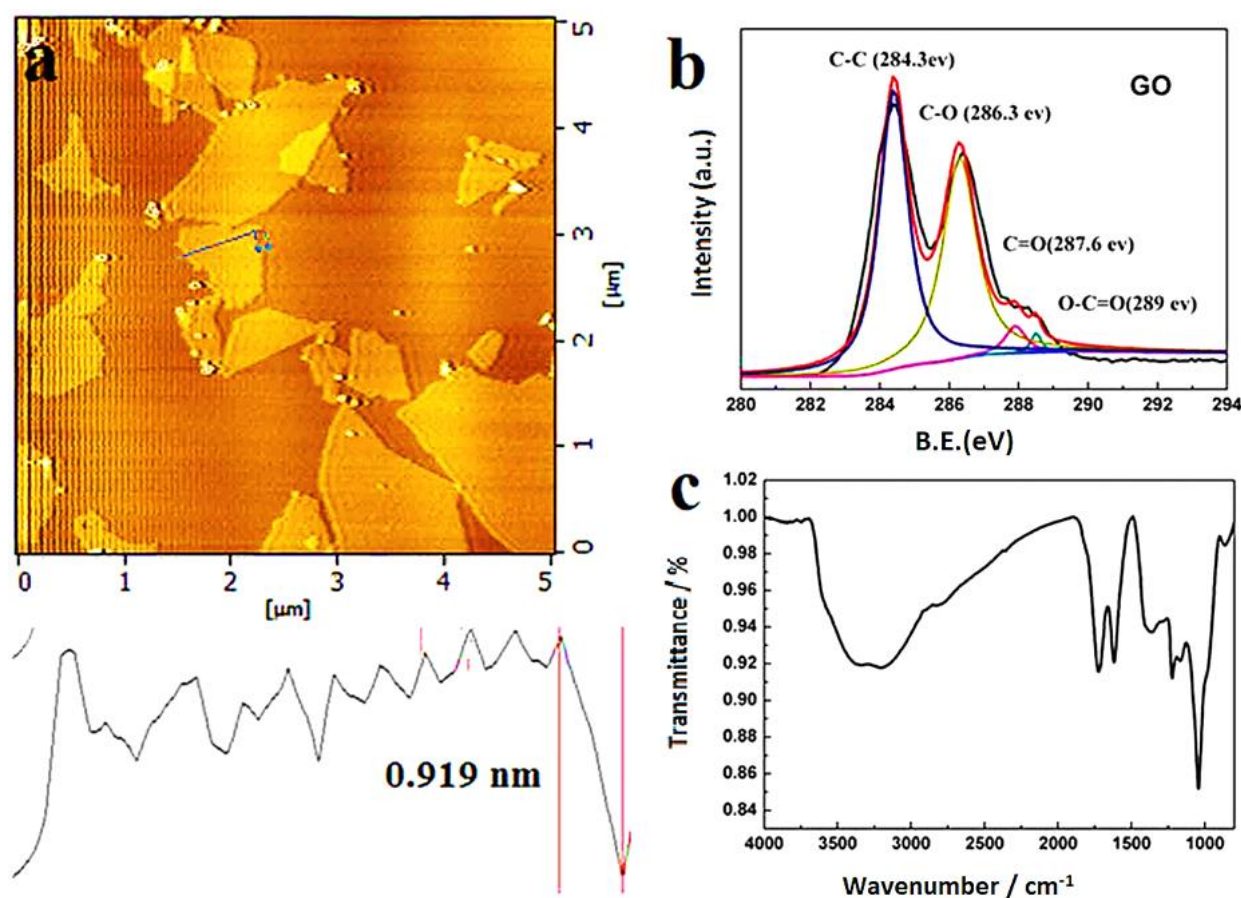 a
5
4
3
2
1
0
[µm]
0 1 2 3 4 5
[µm]
0.919 nm
b
C-C (284.3ev)
C-O (286.3 ev)
GO
C=O(287.6 ev)
O-C=O(289 ev)
Intensity (a.u.)
280 282 284 286 288 290 292 294
B.E.(eV)
c
1.02
1.00
0.98
0.96
0.94
0.92
0.90
0.88
0.86
0.84
Transmittance / %
4000 3500 3000 2500 2000 1500 1000
Wavenumber / cm⁻¹